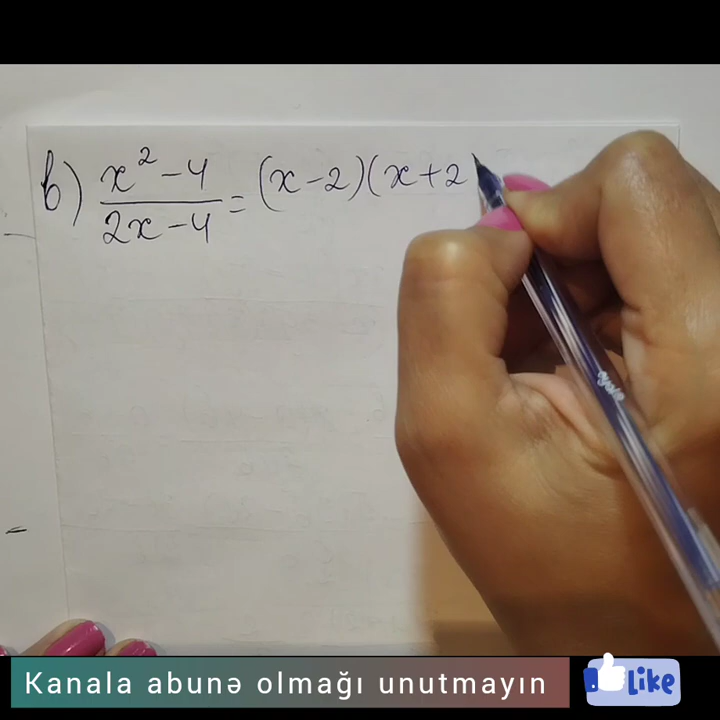 b) x² - 4 / 2x - 4 = (x - 2)(x + 2
Kanala abunə olmağı unutmayın
Like